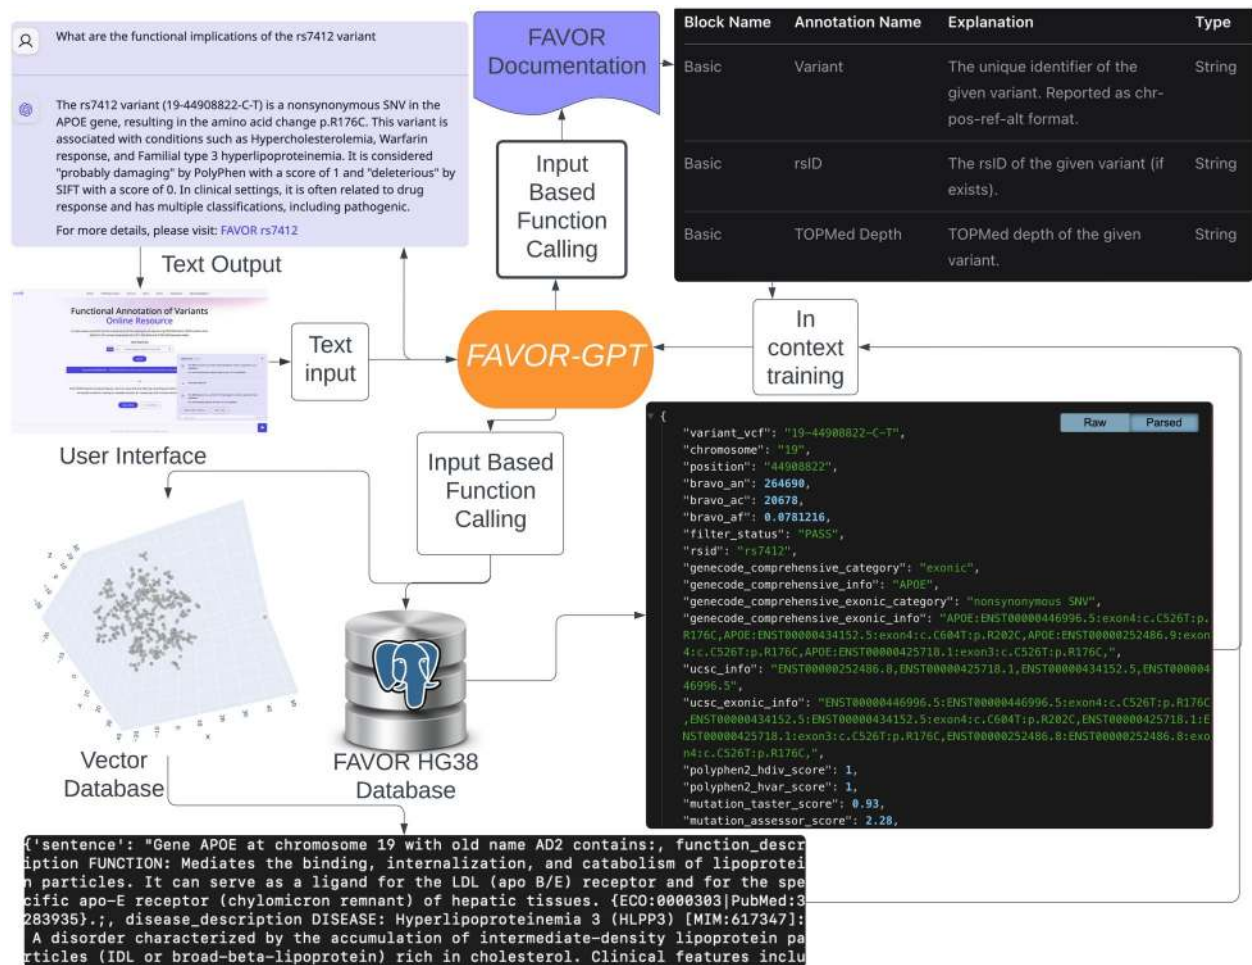 What are the functional implications of the rs7412 variant
The rs7412 variant (19-44908822-C-T) is a nonsynonymous SNV in the
APOE gene, resulting in the amino acid change p.R176C. This variant is
associated with conditions such as Hypercholesterolemia, Warfarin
response, and Familial type 3 hyperlipoproteinemia. It is considered
"probably damaging" by PolyPhen with a score of 1 and "deleterious" by
SIFT with a score of 0. In clinical settings, it is often related to drug
response and has multiple classifications, including pathogenic.
For more details, please visit: FAVOR rs7412
FAVOR
Documentation
Block Name Annotation Name Explanation Type
Basic Variant The unique identifier of the String
given variant. Reported as chr-
pos-ref-alt format.
Basic rsID The rsID of the given variant (if String
exists).
Basic TOPMed Depth TOPMed depth of the given String
variant.
Input
Based
Function
Calling
Text Output
Functional Annotation of Variants
Online Resource
Text
input
FAVOR-GPT
In
context
training
User Interface
Input Based
Function
Calling
Vector
Database
FAVOR HG38
Database
Raw Parsed
{
"variant_vcf": "19-44908822-C-T",
"chromosome": "19",
"position": "44908822",
"bravo_an": 264690,
"bravo_ac": 20678,
"bravo_af": 0.0781216,
"filter_status": "PASS",
"rsid": "rs7412",
"genecode_comprehensive_category": "exonic",
"genecode_comprehensive_info": "APOE",
"genecode_comprehensive_exonic_category": "nonsynonymous SNV",
"genecode_comprehensive_exonic_info": "APOE:ENST00000446996.5:exon4:c.C526T:p.
R176C,APOE:ENST00000434152.5:exon4:c.C604T:p.R202C,APOE:ENST00000252486.9:exon
4:c.C526T:p.R176C,APOE:ENST00000425718.1:exon3:c.C526T:p.R176C,",
"ucsc_info": "ENST00000252486.8,ENST00000425718.1,ENST00000434152.5,ENST000004
46996.5",
"ucsc_exonic_info": "ENST00000446996.5:ENST00000446996.5:exon4:c.C526T:p.R176C
,ENST00000434152.5:ENST00000434152.5:exon4:c.C604T:p.R202C,ENST00000425718.1:E
NST00000425718.1:exon3:c.C526T:p.R176C,ENST00000252486.8:ENST00000252486.8:exo
n4:c.C526T:p.R176C,",
"polyphen2_hdiv_score": 1,
"polyphen2_hvar_score": 1,
"mutation_taster_score": 0.93,
"mutation_assessor_score": 2.28,
{'sentence': "Gene APOE at chromosome 19 with old name AD2 contains:, function_descr
iption FUNCTION: Mediates the binding, internalization, and catabolism of lipoprotei
n particles. It can serve as a ligand for the LDL (apo B/E) receptor and for the spe
cific apo-E receptor (chylomicron remnant) of hepatic tissues. {ECO:0000303|PubMed:3
283935}.;, disease_description DISEASE: Hyperlipoproteinemia 3 (HLPP3) [MIM:617347]:
A disorder characterized by the accumulation of intermediate-density lipoprotein pa
rticles (IDL or broad-beta-lipoprotein) rich in cholesterol. Clinical features inclu